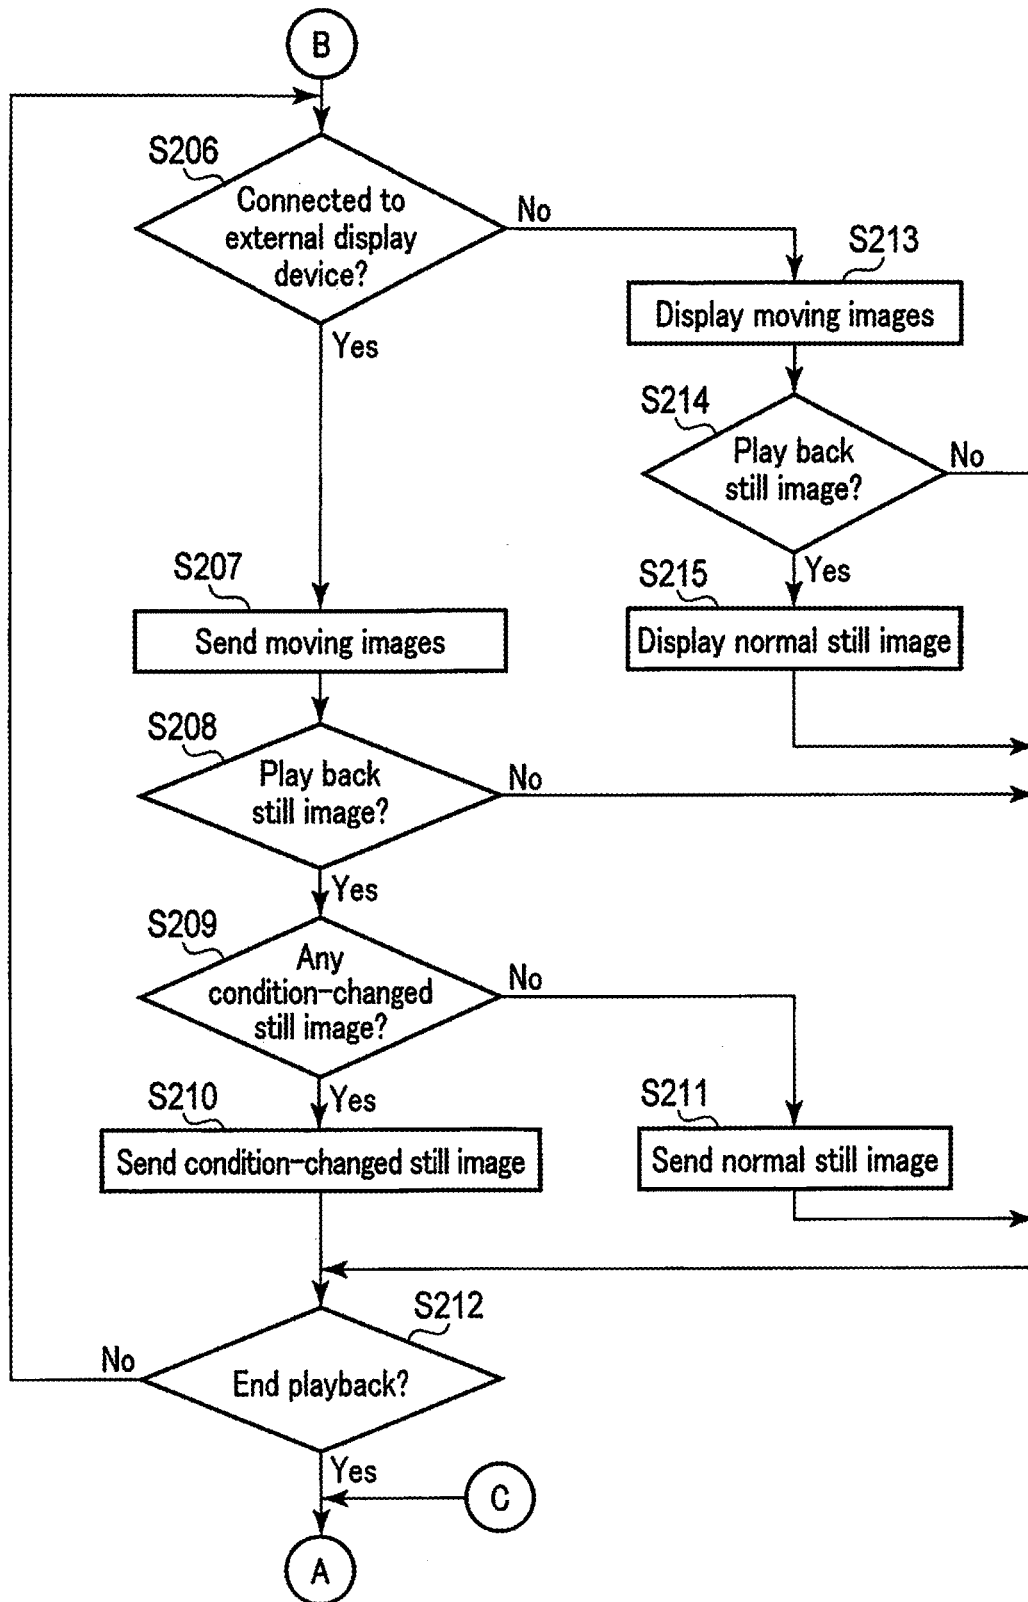 B
S206
Connected to
external display
device?
No
Yes
S213
Display moving images
S214
Play back
still image?
No
Yes
S215
Display normal still image
S207
Send moving images
S208
Play back
still image?
No
Yes
S209
Any
condition-changed
still image?
No
Yes
S210
Send condition-changed still image
S211
Send normal still image
S212
End playback?
No
Yes
C
A